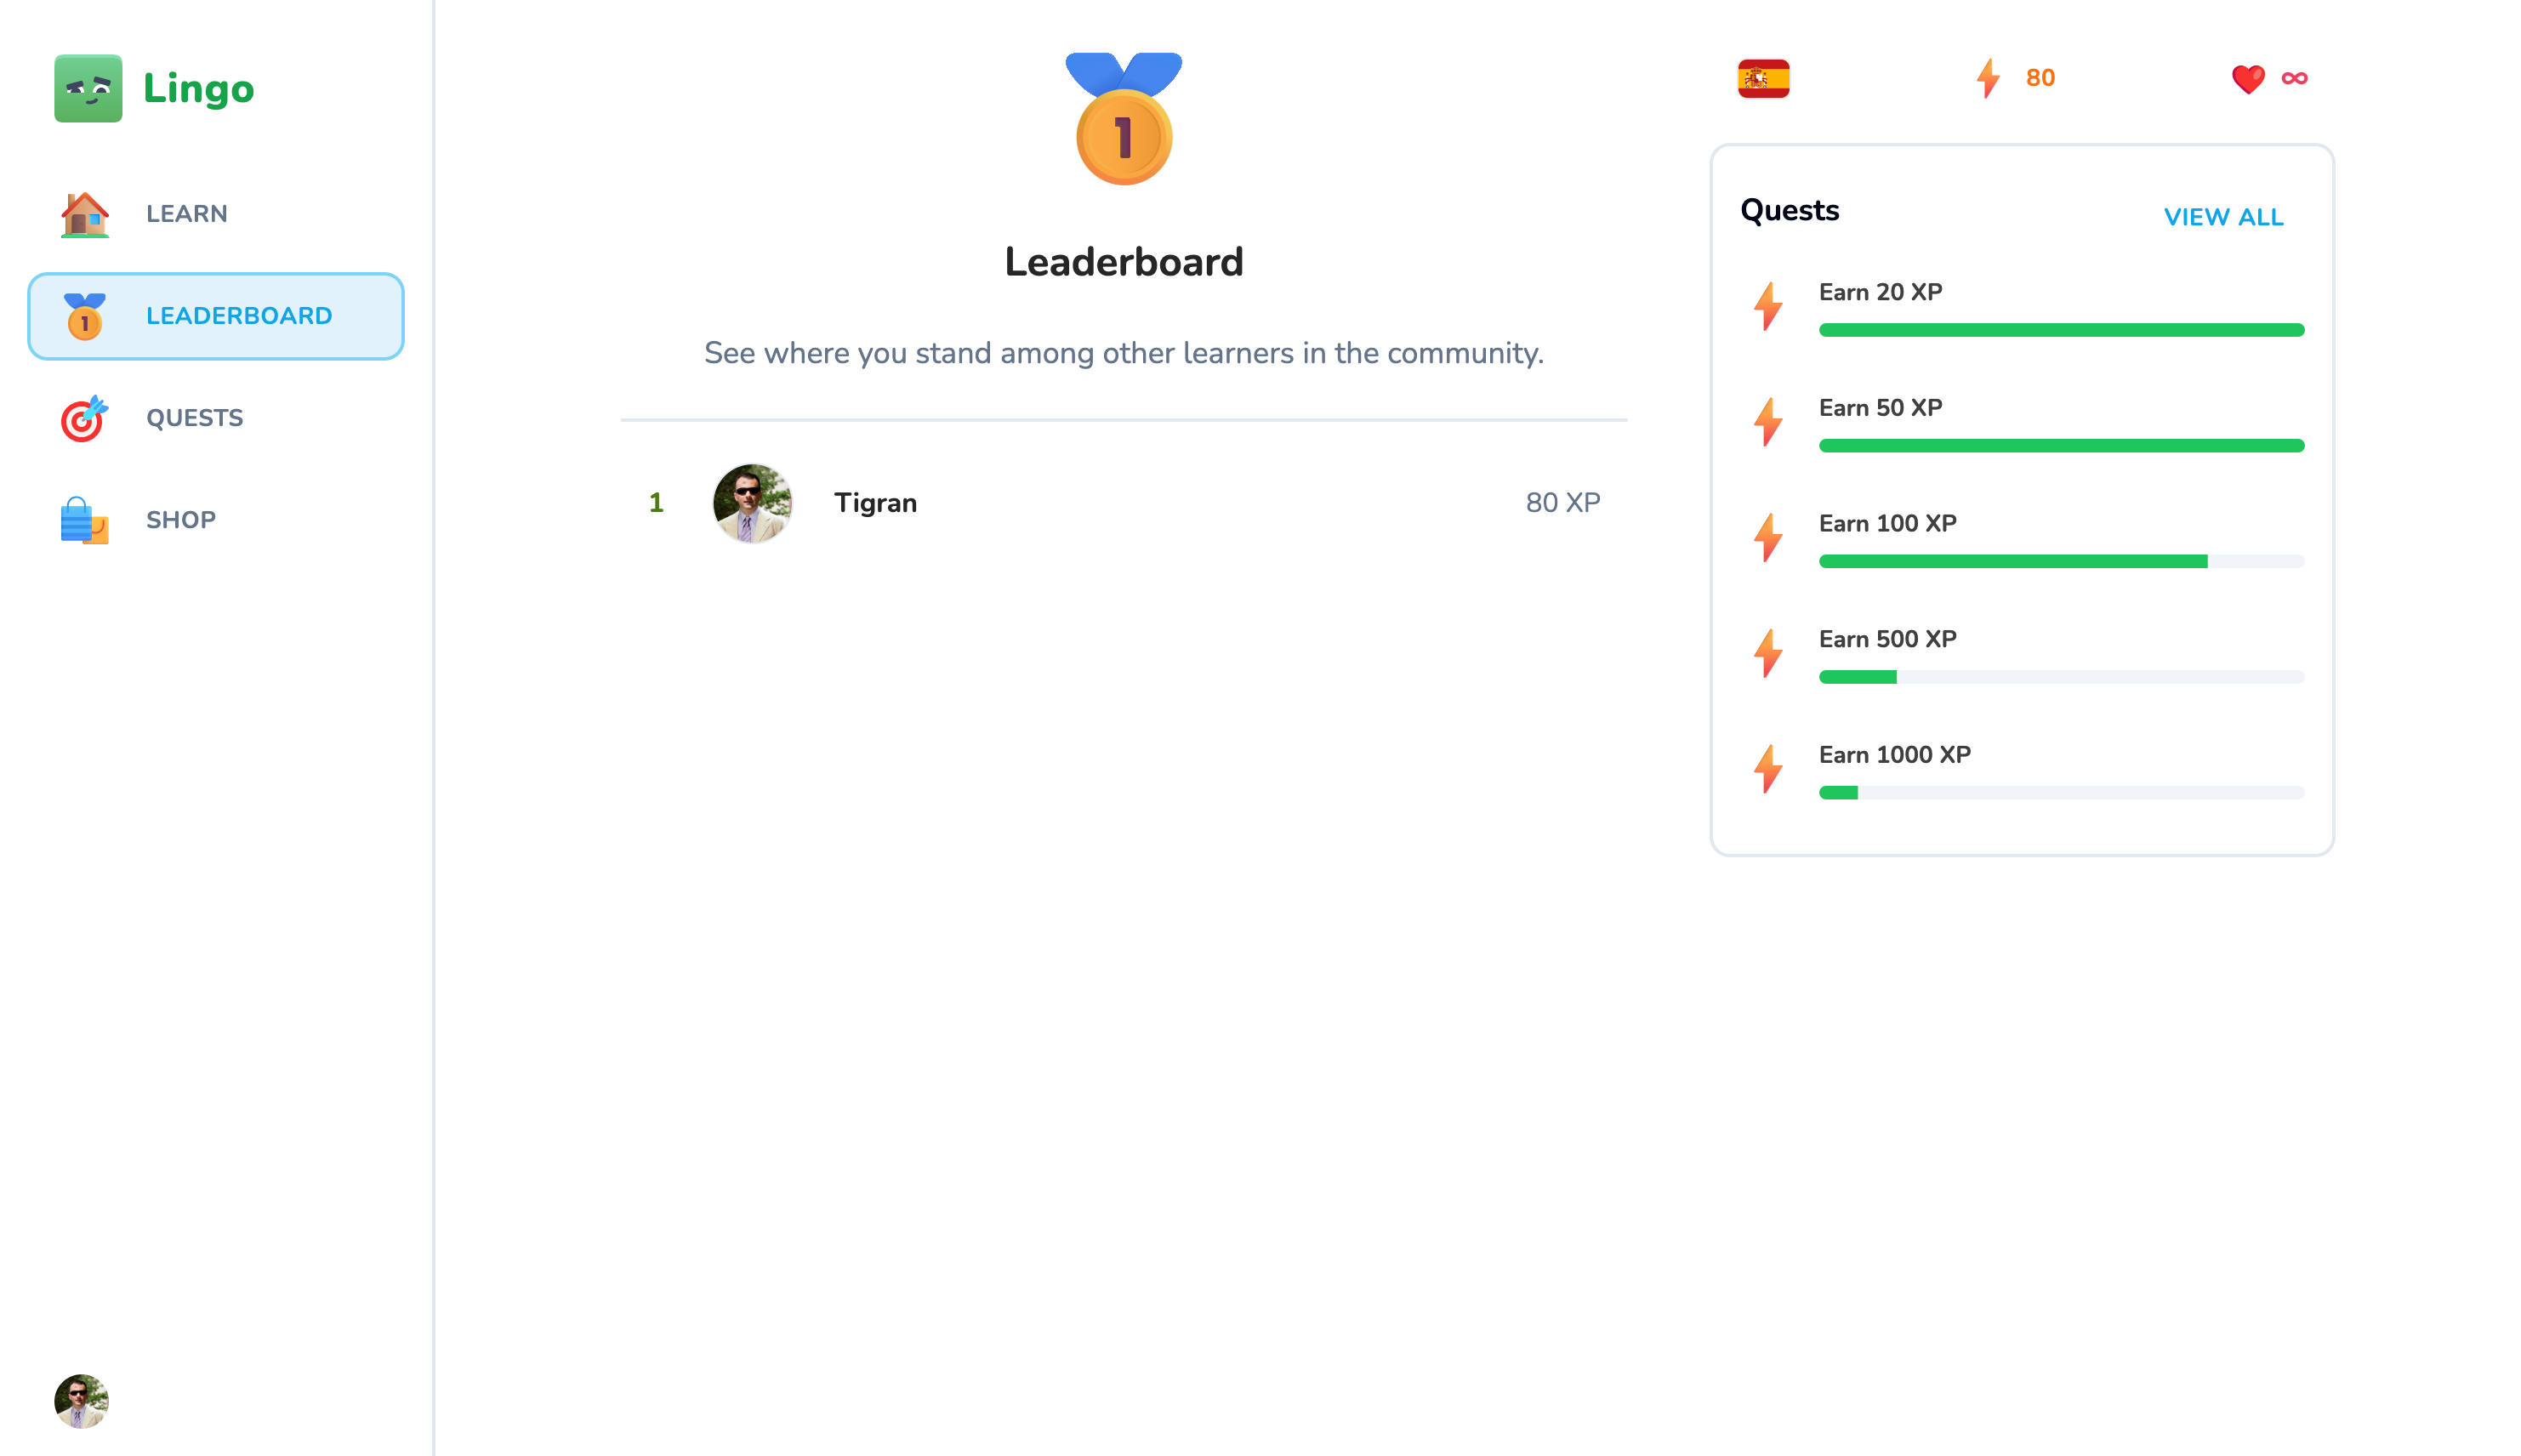 Lingo
LEARN
LEADERBOARD
QUESTS
SHOP
1
Leaderboard
See where you stand among other learners in the community.
1 Tigran 80 XP
80 ∞
Quests VIEW ALL
Earn 20 XP
Earn 50 XP
Earn 100 XP
Earn 500 XP
Earn 1000 XP